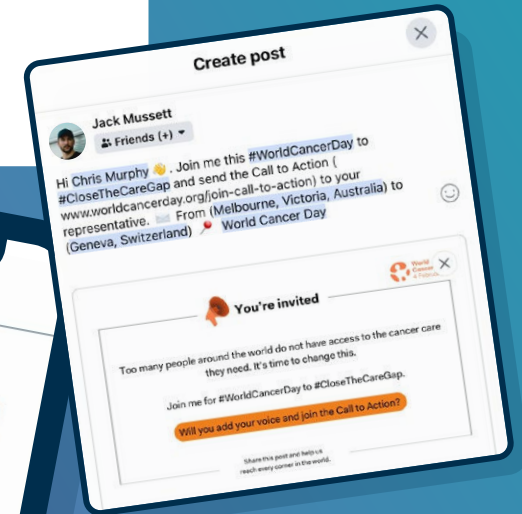 Create post
Jack Mussett
Friends (+)
Hi Chris Murphy 👋 . Join me this #WorldCancerDay to
#CloseTheCareGap and send the Call to Action (
www.worldcancerday.org/join-call-to-action) to your
representative. ✉️ From (Melbourne, Victoria, Australia) to
(Geneva, Switzerland) 📍 World Cancer Day
World
Cancer
You're invited
Too many people around the world do not have access to the cancer care
they need. It's time to change this.
Join me for #WorldCancerDay to #CloseTheCareGap.
Will you add your voice and join the Call to Action?
Share this post and help us
reach every corner in the world.